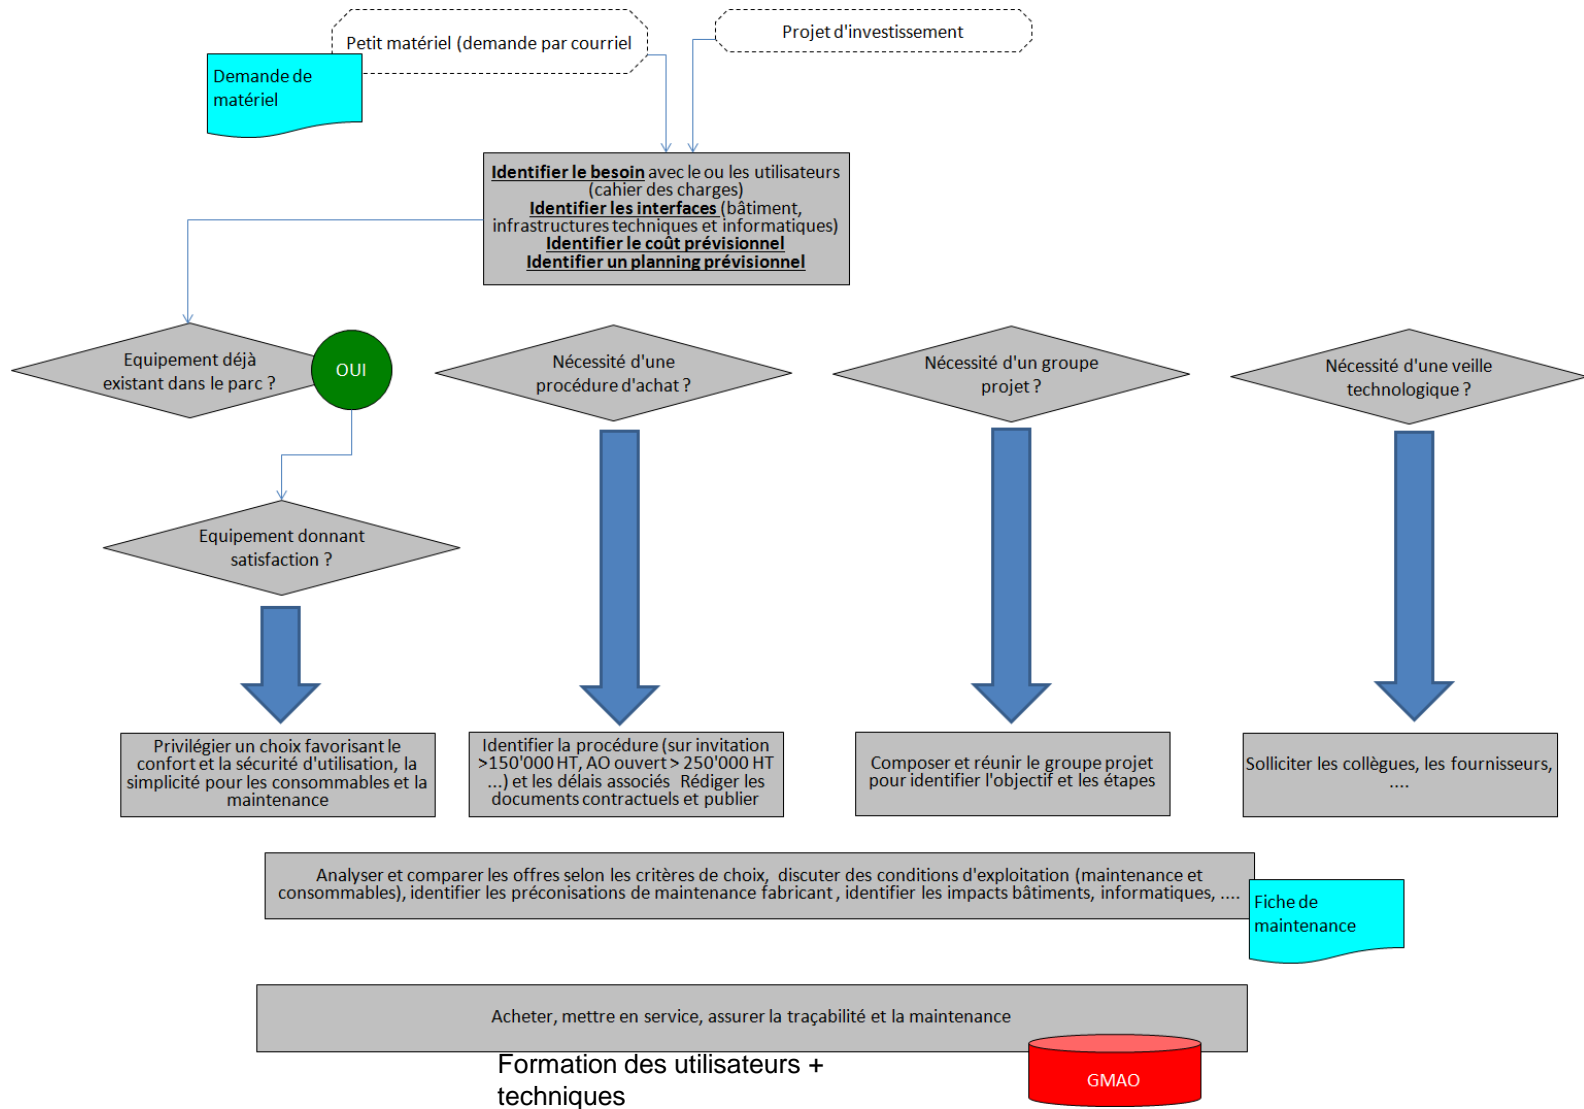 Petit matériel (demande par courriel
Projet d'investissement
Demande de
matériel
Identifier le besoin avec le ou les utilisateurs
(cahier des charges)
Identifier les interfaces (bâtiment,
infrastructures techniques et informatiques)
Identifier le coût prévisionnel
Identifier un planning prévisionnel
Equipement déjà
existant dans le parc ?
OUI
Nécessité d'une
procédure d'achat ?
Nécessité d'un groupe
projet ?
Nécessité d'une veille
technologique ?
Equipement donnant
satisfaction ?
Privilégier un choix favorisant le
confort et la sécurité d'utilisation, la
simplicité pour les consommables et la
maintenance
Identifier la procédure (sur invitation
>150'000 HT, AO ouvert > 250'000 HT
...) et les délais associés Rédiger les
documents contractuels et publier
Composer et réunir le groupe projet
pour identifier l'objectif et les étapes
Solliciter les collègues, les fournisseurs,
....
Analyser et comparer les offres selon les critères de choix, discuter des conditions d'exploitation (maintenance et
consommables), identifier les préconisations de maintenance fabricant , identifier les impacts bâtiments, informatiques, ....
Fiche de
maintenance
Acheter, mettre en service, assurer la traçabilité et la maintenance
Formation des utilisateurs +
techniques
GMAO